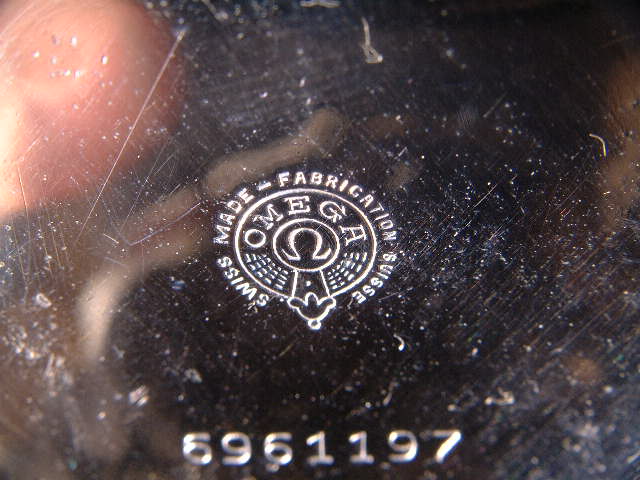 SWISS MADE - FABRICATION SUISSE
OMEGA
Ω
6961197